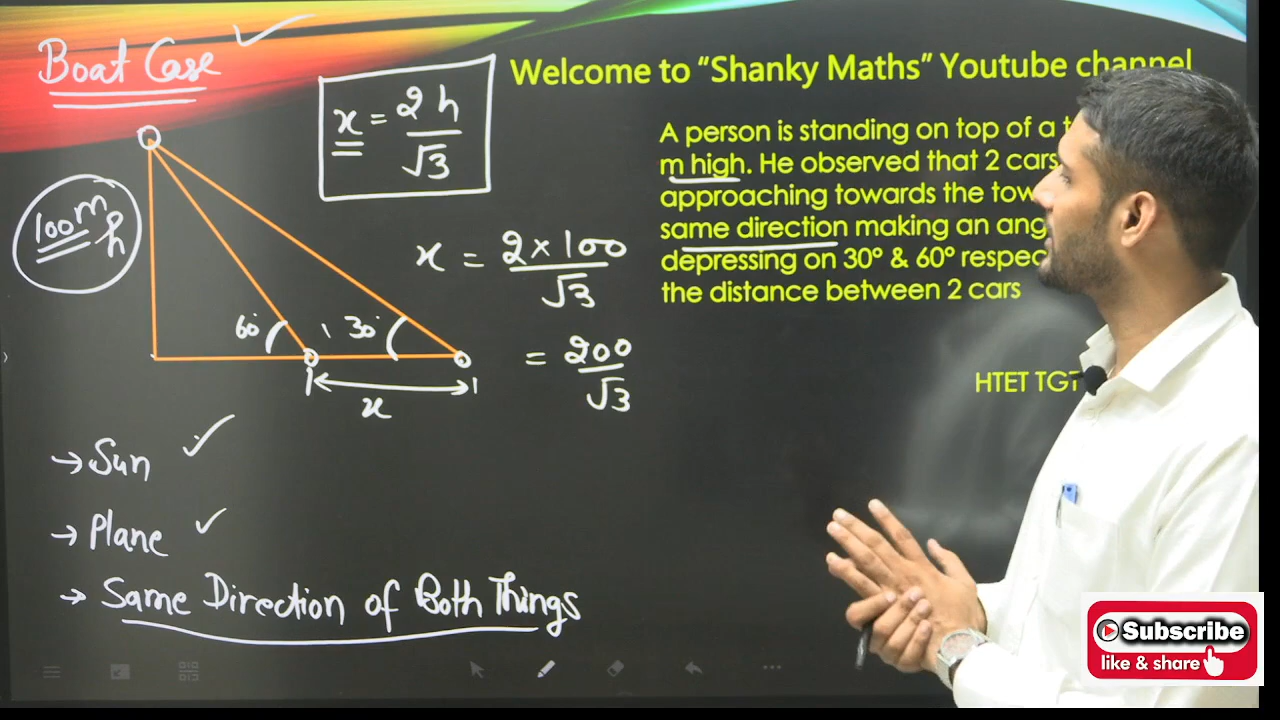 Boat Case
x = 2h/√3
Welcome to “Shanky Maths” Youtube channel
A person is standing on top of a
m high. He observed that 2 cars
approaching towards the
same direction making an
depressing on 30° & 60°
the distance between 2 cars
HTET TGT
100m
h
60°
30°
x
x = 2 × 100/√3
= 200/√3
→ Sun
→ Plane
→ Same Direction of Both Things
Subscribe
like & share